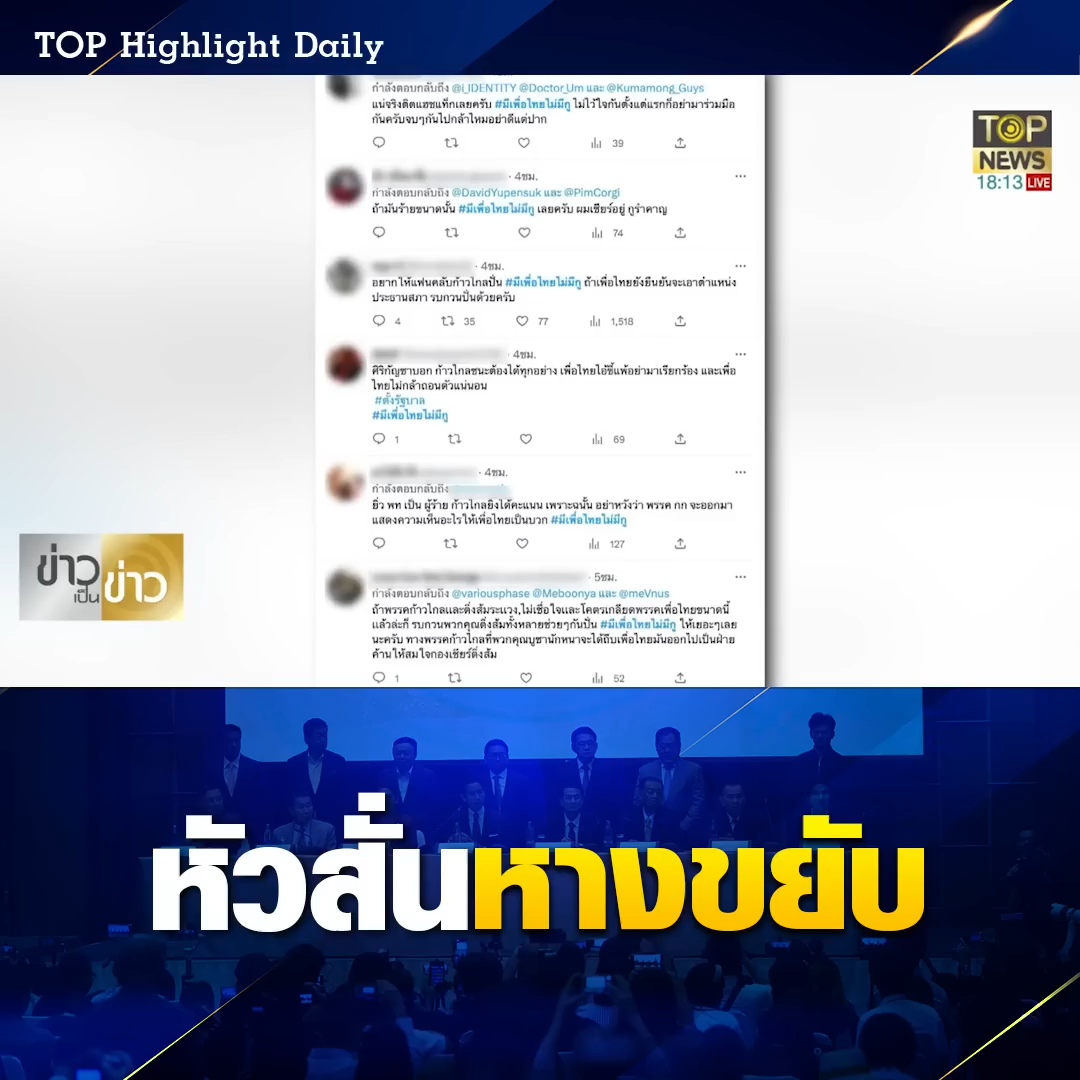 TOP Highlight Daily
กำลังตอบกลับถึง @i_IDENTITY @Doctor_Um และ @Kumamong_Guys
แน่จริงติดแฮชแท็กเลยครับ #มีเพื่อไทยไม่มีกู ไม่ไว้ใจกันตั้งแต่แรกก็อย่ามาร่วมมือ
กันครับจบๆกันไปกล้าไหมอย่าดีแต่ปาก
39
TOP
NEWS
18:13 LIVE
· 4ชม.
กำลังตอบกลับถึง @DavidYupensuk และ @PimCorgi
ถ้ามันร้ายขนาดนั้น #มีเพื่อไทยไม่มีกู เลยครับ ผมเชียร์อยู่ กูรำคาญ
74
· 4ชม.
อยากให้แฟนคลับก้าวไกลปั่น #มีเพื่อไทยไม่มีกู ถ้าเพื่อไทยยังยืนยันจะเอาตำแหน่ง
ประธานสภา รบกวนปั่นด้วยครับ
4 35 77 1,518
· 4ชม.
ศิริกัญชาบอก ก้าวไกลชนะต้องได้ทุกอย่าง เพื่อไทยไอ้ขี้แพ้อย่ามาเรียกร้อง และเพื่อ
ไทยไม่กล้าถอนตัวแน่นอน
#ตั้งรัฐบาล
#มีเพื่อไทยไม่มีกู
1 69
· 4ชม.
กำลังตอบกลับถึง
ยิ่ว พท เป็น ผู้ร้าย ก้าวไกลยิ่งได้คะแนน เพราะฉนั้น อย่าหวังว่า พรรค กก จะออกมา
แสดงความเห็นอะไรให้เพื่อไทยเป็นบวก #มีเพื่อไทยไม่มีกู
127
· 5ชม.
กำลังตอบกลับถึง @variousphase @Meboonya และ @meVnus
ถ้าพรรคก้าวไกลและติ่งส้มระแวง,ไม่เชื่อใจและโคตรเกลียดพรรคเพื่อไทยขนาดนี้
แล้วล่ะก็ รบกวนพวกคุณติ่งส้มทั้งหลายช่วยๆกันปั่น #มีเพื่อไทยไม่มีกู ให้เยอะๆเลย
นะครับ ทางพรรคก้าวไกลที่พวกคุณบูชานักหนาจะได้ถีบเพื่อไทยมันออกไปเป็นฝ่าย
ค้านให้สมใจกองเชียร์ติ่งส้ม
1 52
ข่าวเป็นข่าว
หัวสั่นหางขยับ